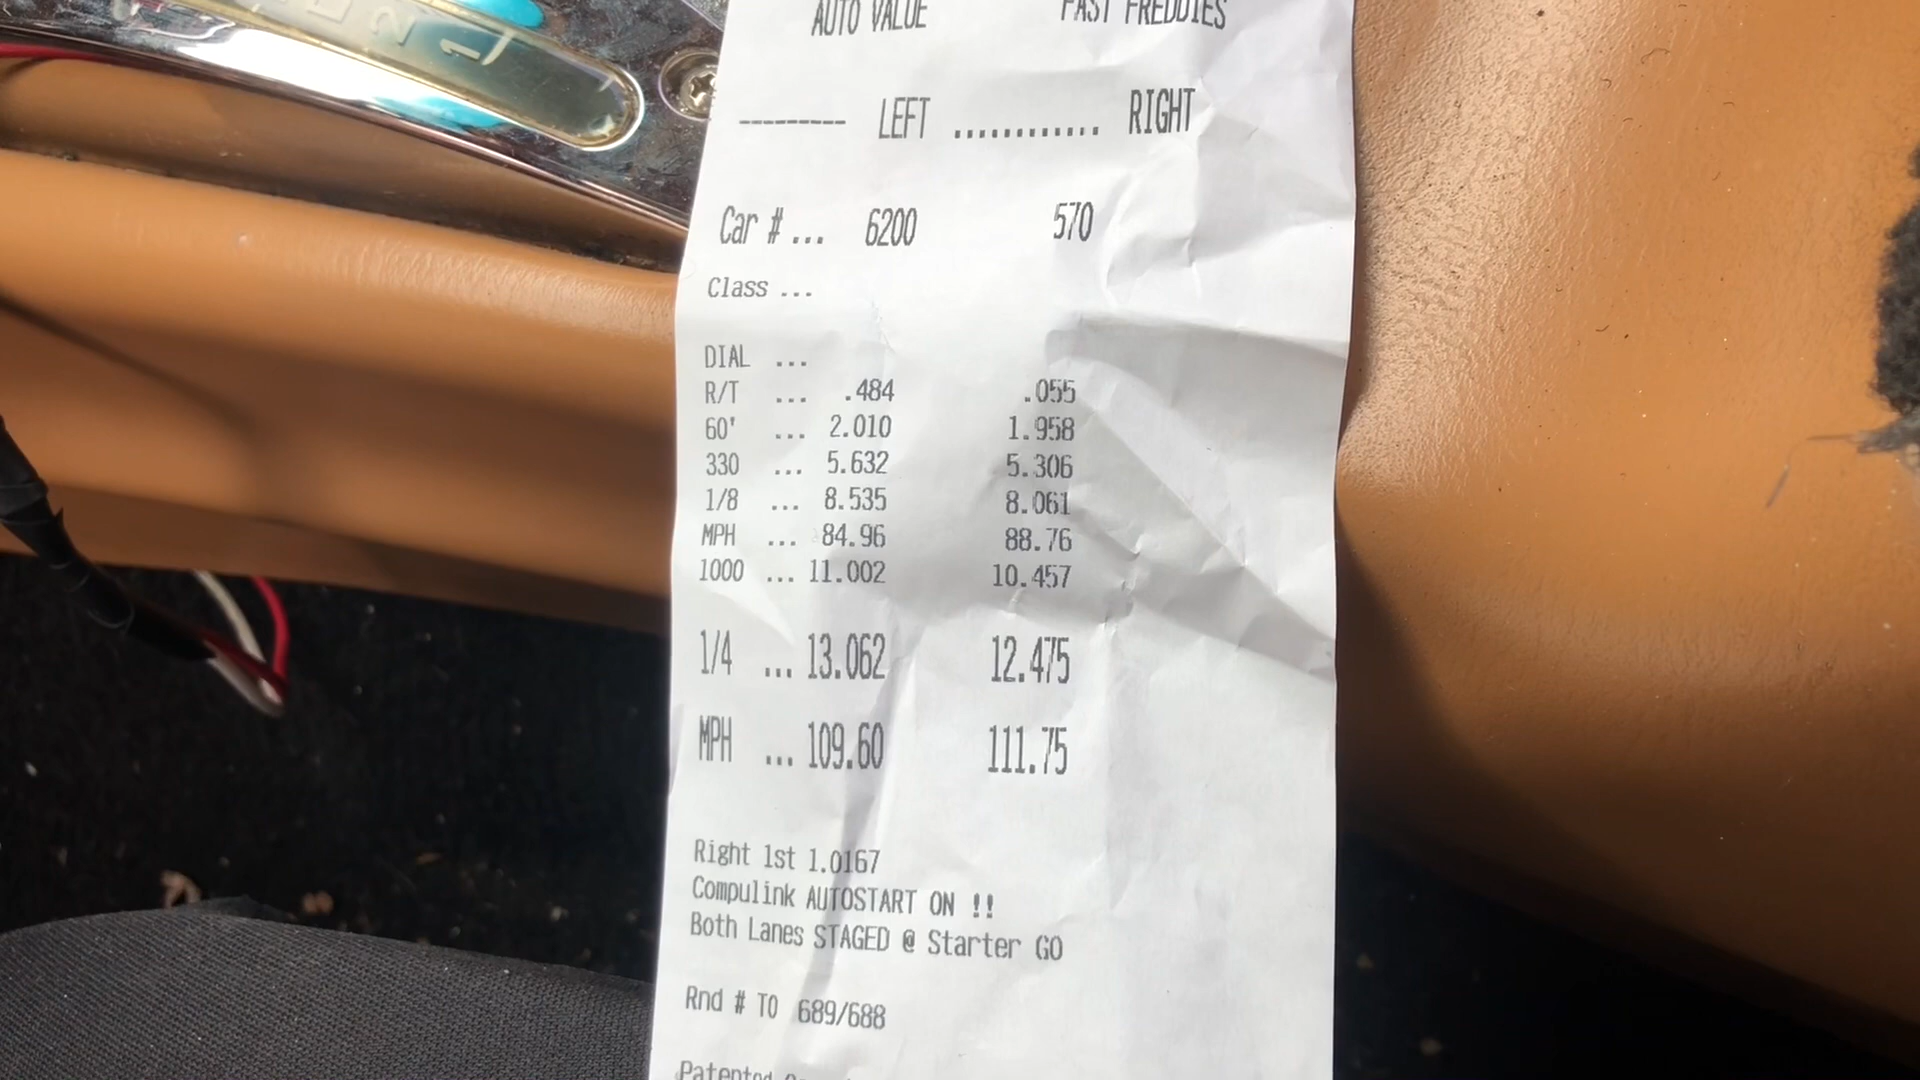 2
1
AUTO VALUE FAST FREDDIES
--------- LEFT ............ RIGHT
Car # ... 6200 570
Class ...
DIAL ...
R/T ... .484 .055
60' ... 2.010 1.958
330 ... 5.632 5.306
1/8 ... 8.535 8.061
MPH ... 84.96 88.76
1000 ... 11.002 10.457
1/4 ... 13.062 12.475
MPH ... 109.60 111.75
Right 1st 1.0167
Compulink AUTOSTART ON !!
Both Lanes STAGED @ Starter GO
Rnd # TO 689/688
Patented